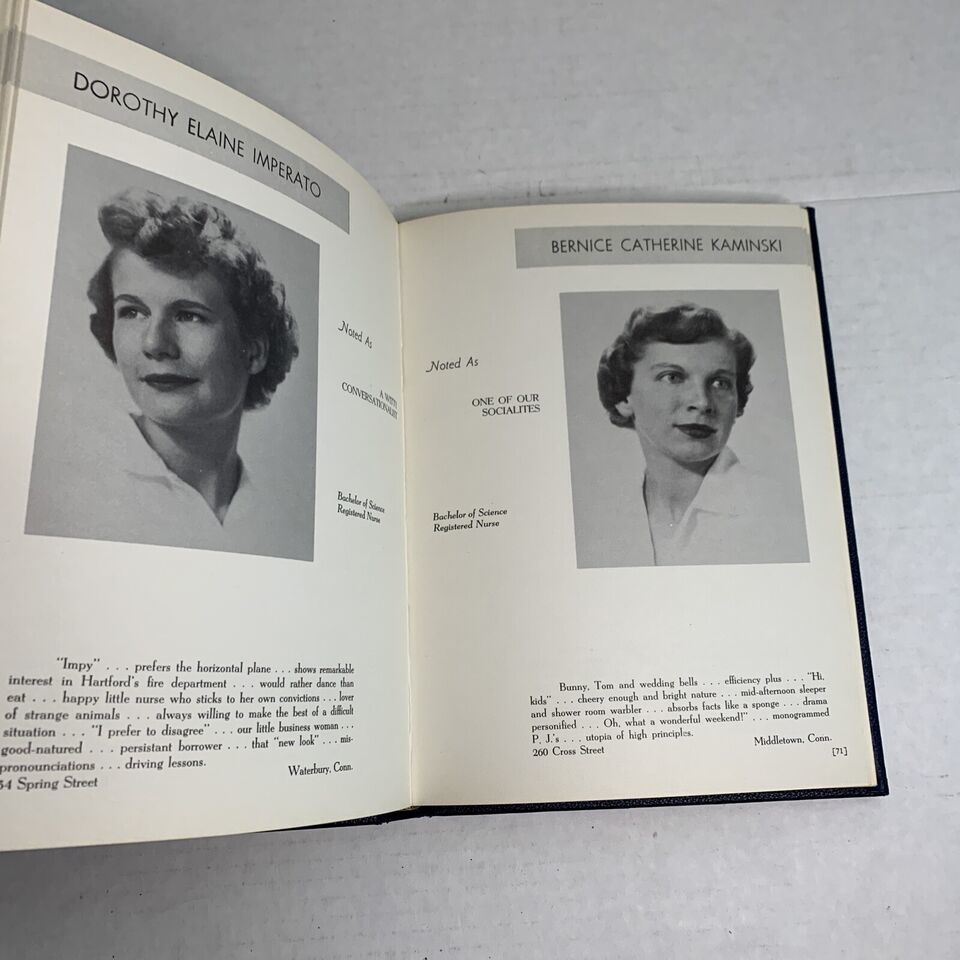 DOROTHY ELAINE IMPERATO
Noted As
A WITTY
CONVERSATIONALIST
Bachelor of Science
Registered Nurse
"Impy" . . . prefers the horizontal plane . . . shows remarkable
interest in Hartford's fire department . . . would rather dance than
eat . . . happy little nurse who sticks to her own convictions . . . lover
of strange animals . . . always willing to make the best of a difficult
situation . . . "I prefer to disagree" . . . our little business woman . . .
good-natured . . . persistant borrower . . . that "new look" . . . mis-
pronounciations . . . driving lessons.
Waterbury, Conn.
54 Spring Street
BERNICE CATHERINE KAMINSKI
Noted As
ONE OF OUR
SOCIALITES
Bachelor of Science
Registered Nurse
Bunny, Tom and wedding bells . . . efficiency plus . . . "Hi,
kids" . . . cheery enough and bright nature . . . mid-afternoon sleeper
and shower room warbler . . . absorbs facts like a sponge . . . drama
personified . . . Oh, what a wonderful weekend!" . . . monogrammed
P. J.'s . . . utopia of high principles.
260 Cross Street
Middletown, Conn.
[71]